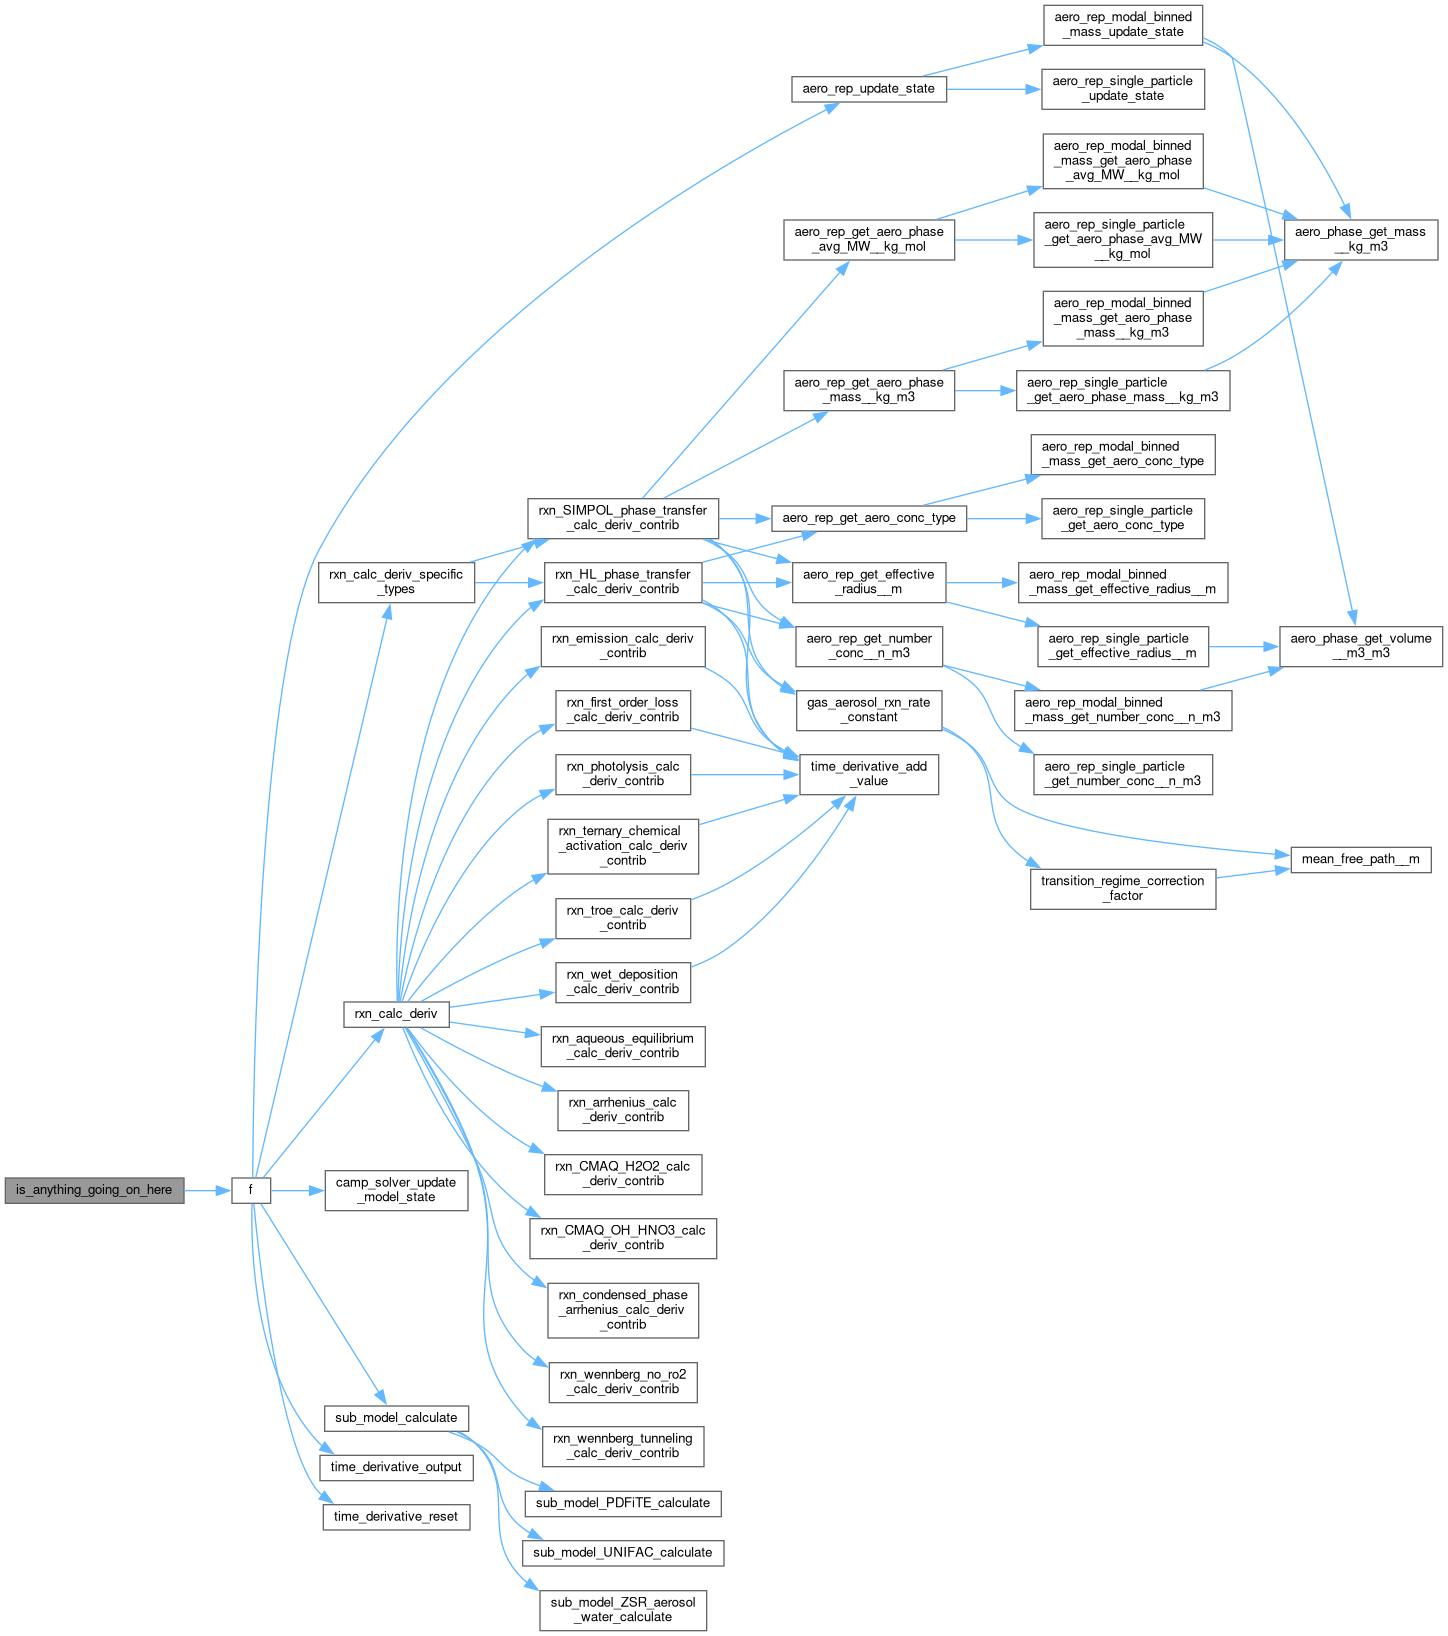 aero_rep_modal_binned
_mass_update_state
aero_rep_update_state
aero_rep_single_particle
_update_state
aero_rep_modal_binned
_mass_get_aero_phase
_avg_MW__kg_mol
aero_rep_get_aero_phase
_avg_MW__kg_mol
aero_rep_single_particle
_get_aero_phase_avg_MW
__kg_mol
aero_phase_get_mass
__kg_m3
aero_rep_modal_binned
_mass_get_aero_phase
_mass__kg_m3
aero_rep_get_aero_phase
_mass__kg_m3
aero_rep_single_particle
_get_aero_phase_mass__kg_m3
aero_rep_modal_binned
_mass_get_aero_conc_type
rxn_SIMPOL_phase_transfer
_calc_deriv_contrib
aero_rep_get_aero_conc_type
aero_rep_single_particle
_get_aero_conc_type
rxn_calc_deriv_specific
_types
rxn_HL_phase_transfer
_calc_deriv_contrib
aero_rep_get_effective
_radius__m
aero_rep_modal_binned
_mass_get_effective_radius__m
rxn_emission_calc_deriv
_contrib
aero_rep_get_number
_conc__n_m3
aero_rep_single_particle
_get_effective_radius__m
aero_phase_get_volume
__m3_m3
rxn_first_order_loss
_calc_deriv_contrib
gas_aerosol_rxn_rate
_constant
aero_rep_modal_binned
_mass_get_number_conc__n_m3
rxn_photolysis_calc
_deriv_contrib
time_derivative_add
_value
aero_rep_single_particle
_get_number_conc__n_m3
rxn_ternary_chemical
_activation_calc_deriv
_contrib
mean_free_path__m
transition_regime_correction
_factor
rxn_troe_calc_deriv
_contrib
rxn_wet_deposition
_calc_deriv_contrib
rxn_calc_deriv
rxn_aqueous_equilibrium
_calc_deriv_contrib
rxn_arrhenius_calc
_deriv_contrib
rxn_CMAQ_H2O2_calc
_deriv_contrib
is_anything_going_on_here
f
camp_solver_update
_model_state
rxn_CMAQ_OH_HNO3_calc
_deriv_contrib
rxn_condensed_phase
_arrhenius_calc_deriv
_contrib
rxn_wennberg_no_ro2
_calc_deriv_contrib
sub_model_calculate
rxn_wennberg_tunneling
_calc_deriv_contrib
time_derivative_output
sub_model_PDFiTE_calculate
time_derivative_reset
sub_model_UNIFAC_calculate
sub_model_ZSR_aerosol
_water_calculate